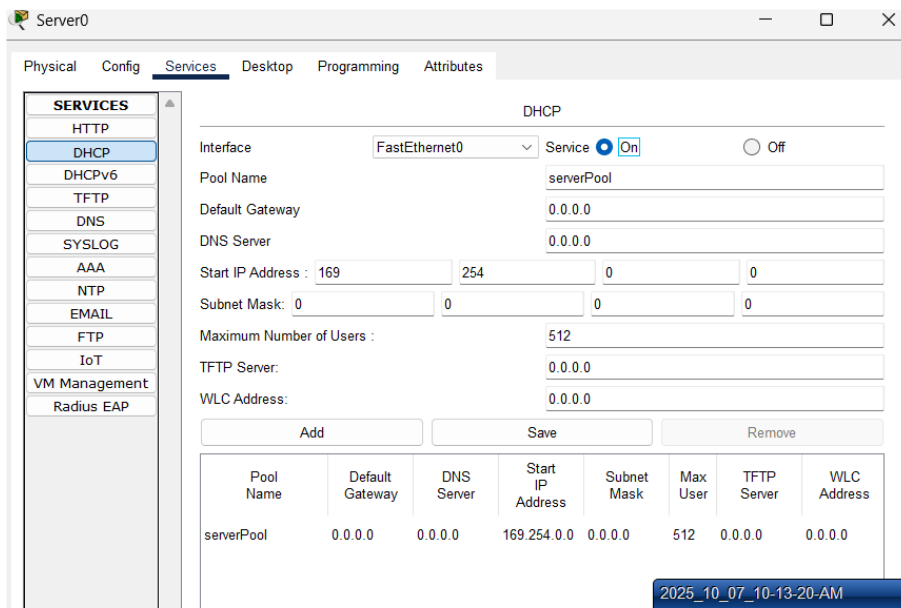 Server0
Physical Config Services Desktop Programming Attributes
SERVICES
HTTP
DHCP
DHCPv6
TFTP
DNS
SYSLOG
AAA
NTP
EMAIL
FTP
IoT
VM Management
Radius EAP
DHCP
Interface FastEthernet0 Service On Off
Pool Name serverPool
Default Gateway 0.0.0.0
DNS Server 0.0.0.0
Start IP Address : 169 254 0 0
Subnet Mask: 0 0 0 0
Maximum Number of Users : 512
TFTP Server: 0.0.0.0
WLC Address: 0.0.0.0
Add Save Remove
Pool Name Default Gateway DNS Server Start IP Address Subnet Mask Max User TFTP Server WLC Address
serverPool 0.0.0.0 0.0.0.0 169.254.0.0 0.0.0.0 512 0.0.0.0 0.0.0.0
2025_10_07_10-13-20-AM